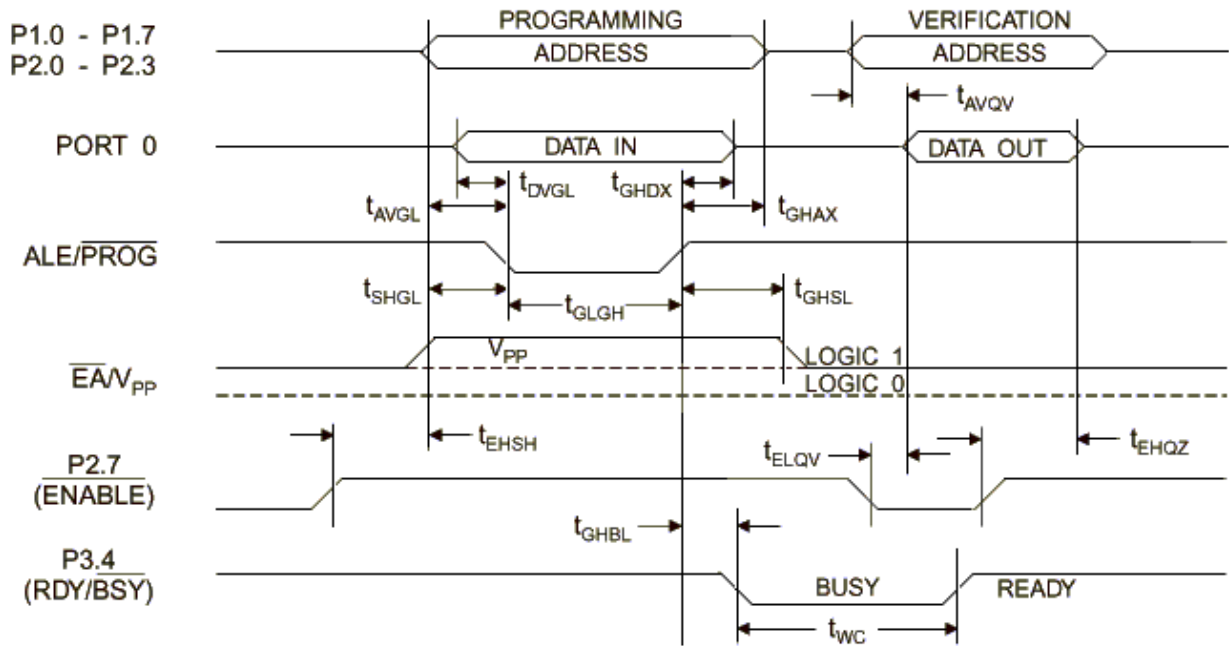 PROGRAMMING VERIFICATION
P1.0 - P1.7
P2.0 - P2.3
ADDRESS ADDRESS
tAVQV
PORT 0 DATA IN DATA OUT
tDVGL tGHDX
tAVGL tGHAX
ALE/PROG
tSHGL tGLGH tGHSL
VPP LOGIC 1
EA/VPP LOGIC 0
tEHSH tELQV tEHQZ
P2.7
(ENABLE)
tGHBL
P3.4
(RDY/BSY) BUSY READY
tWC